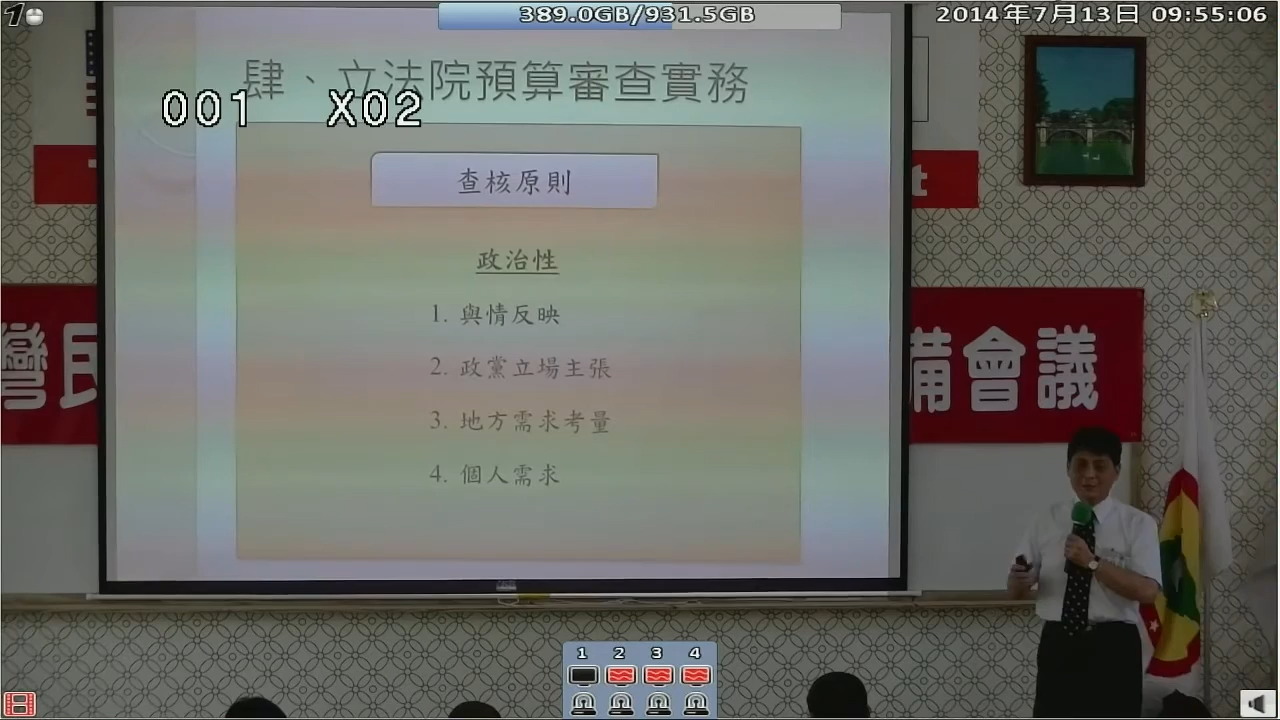 1
389.0GB/931.5GB
2014年7月13日 09:55:06
肆、立法院預算審查實務
001 X02
查核原則
t
政治性
1. 輿情反映
2. 政黨立場主張
3. 地方需求考量
4. 個人需求
灣民
備會議
1 2 3 4